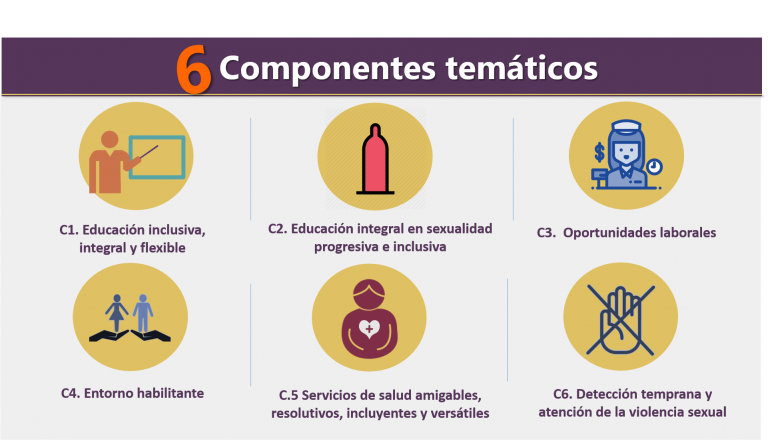 6 Componentes temáticos
C1. Educación inclusiva,
integral y flexible
C2. Educación integral en sexualidad
progresiva e inclusiva
$
C3. Oportunidades laborales
C4. Entorno habilitante
C.5 Servicios de salud amigables,
resolutivos, incluyentes y versátiles
C6. Detección temprana y
atención de la violencia sexual